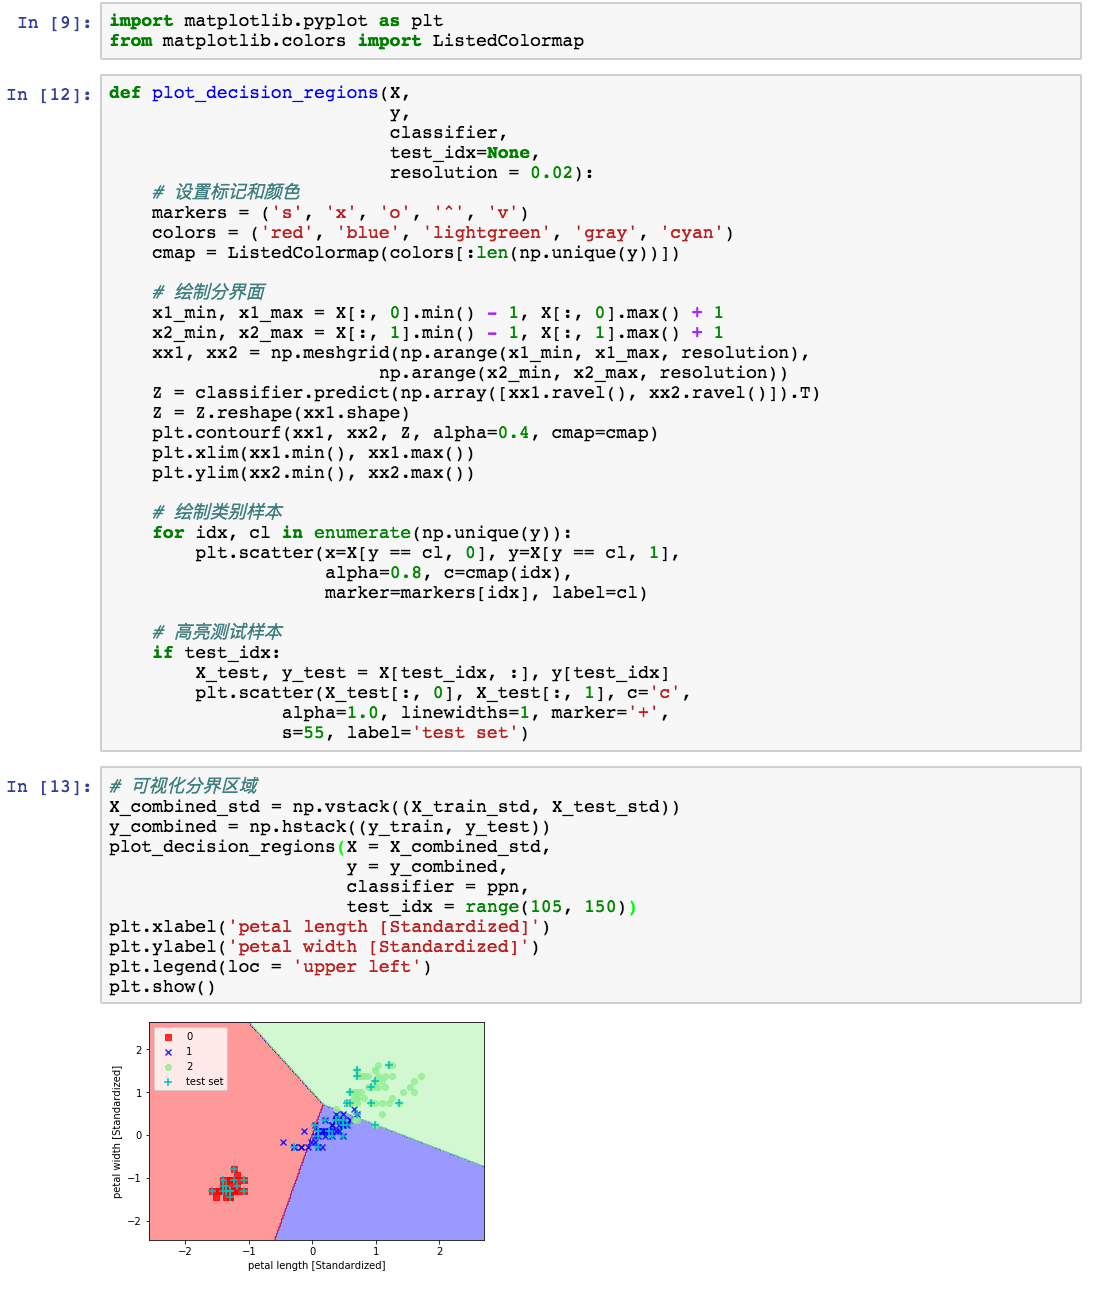 In [9]:
import matplotlib.pyplot as plt
from matplotlib.colors import ListedColormap
In [12]:
def plot_decision_regions(X,
                          y,
                          classifier,
                          test_idx=None,
                          resolution = 0.02):
    # 设置标记和颜色
    markers = ('s', 'x', 'o', '^', 'v')
    colors = ('red', 'blue', 'lightgreen', 'gray', 'cyan')
    cmap = ListedColormap(colors[:len(np.unique(y))])
    # 绘制分界面
    x1_min, x1_max = X[:, 0].min() - 1, X[:, 0].max() + 1
    x2_min, x2_max = X[:, 1].min() - 1, X[:, 1].max() + 1
    xx1, xx2 = np.meshgrid(np.arange(x1_min, x1_max, resolution),
                         np.arange(x2_min, x2_max, resolution))
    Z = classifier.predict(np.array([xx1.ravel(), xx2.ravel()]).T)
    Z = Z.reshape(xx1.shape)
    plt.contourf(xx1, xx2, Z, alpha=0.4, cmap=cmap)
    plt.xlim(xx1.min(), xx1.max())
    plt.ylim(xx2.min(), xx2.max())
    # 绘制类别样本
    for idx, cl in enumerate(np.unique(y)):
        plt.scatter(x=X[y == cl, 0], y=X[y == cl, 1],
                    alpha=0.8, c=cmap(idx),
                    marker=markers[idx], label=cl)
    # 高亮测试样本
    if test_idx:
        X_test, y_test = X[test_idx, :], y[test_idx]
        plt.scatter(X_test[:, 0], X_test[:, 1], c='c',
                alpha=1.0, linewidths=1, marker='+',
                s=55, label='test set')
In [13]:
# 可视化分界区域
X_combined_std = np.vstack((X_train_std, X_test_std))
y_combined = np.hstack((y_train, y_test))
plot_decision_regions(X = X_combined_std,
                      y = y_combined,
                      classifier = ppn,
                      test_idx = range(105, 150))
plt.xlabel('petal length [Standardized]')
plt.ylabel('petal width [Standardized]')
plt.legend(loc = 'upper left')
plt.show()
0
1
2
test set
2
1
0
−1
−2
petal width [Standardized]
−2 −1 0 1 2
petal length [Standardized]